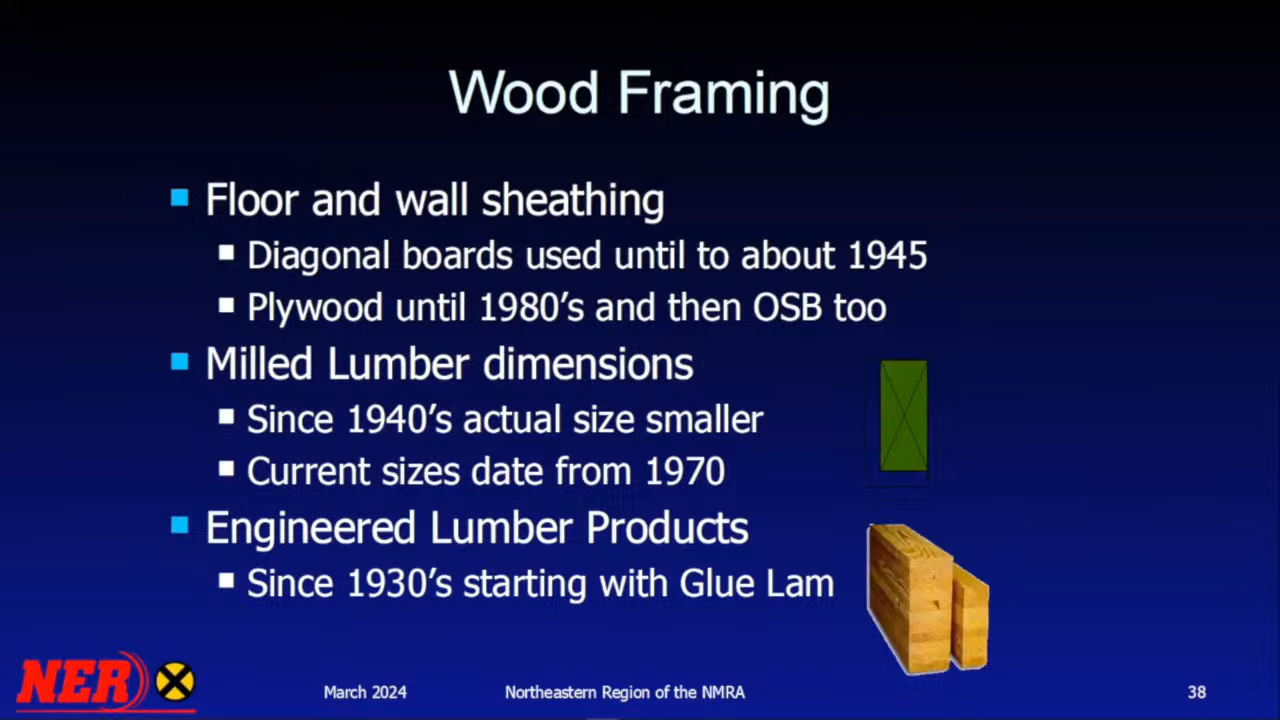 Wood Framing
Floor and wall sheathing
Diagonal boards used until to about 1945
Plywood until 1980’s and then OSB too
Milled Lumber dimensions
Since 1940’s actual size smaller
Current sizes date from 1970
Engineered Lumber Products
Since 1930’s starting with Glue Lam
NER
March 2024
Northeastern Region of the NMRA
38